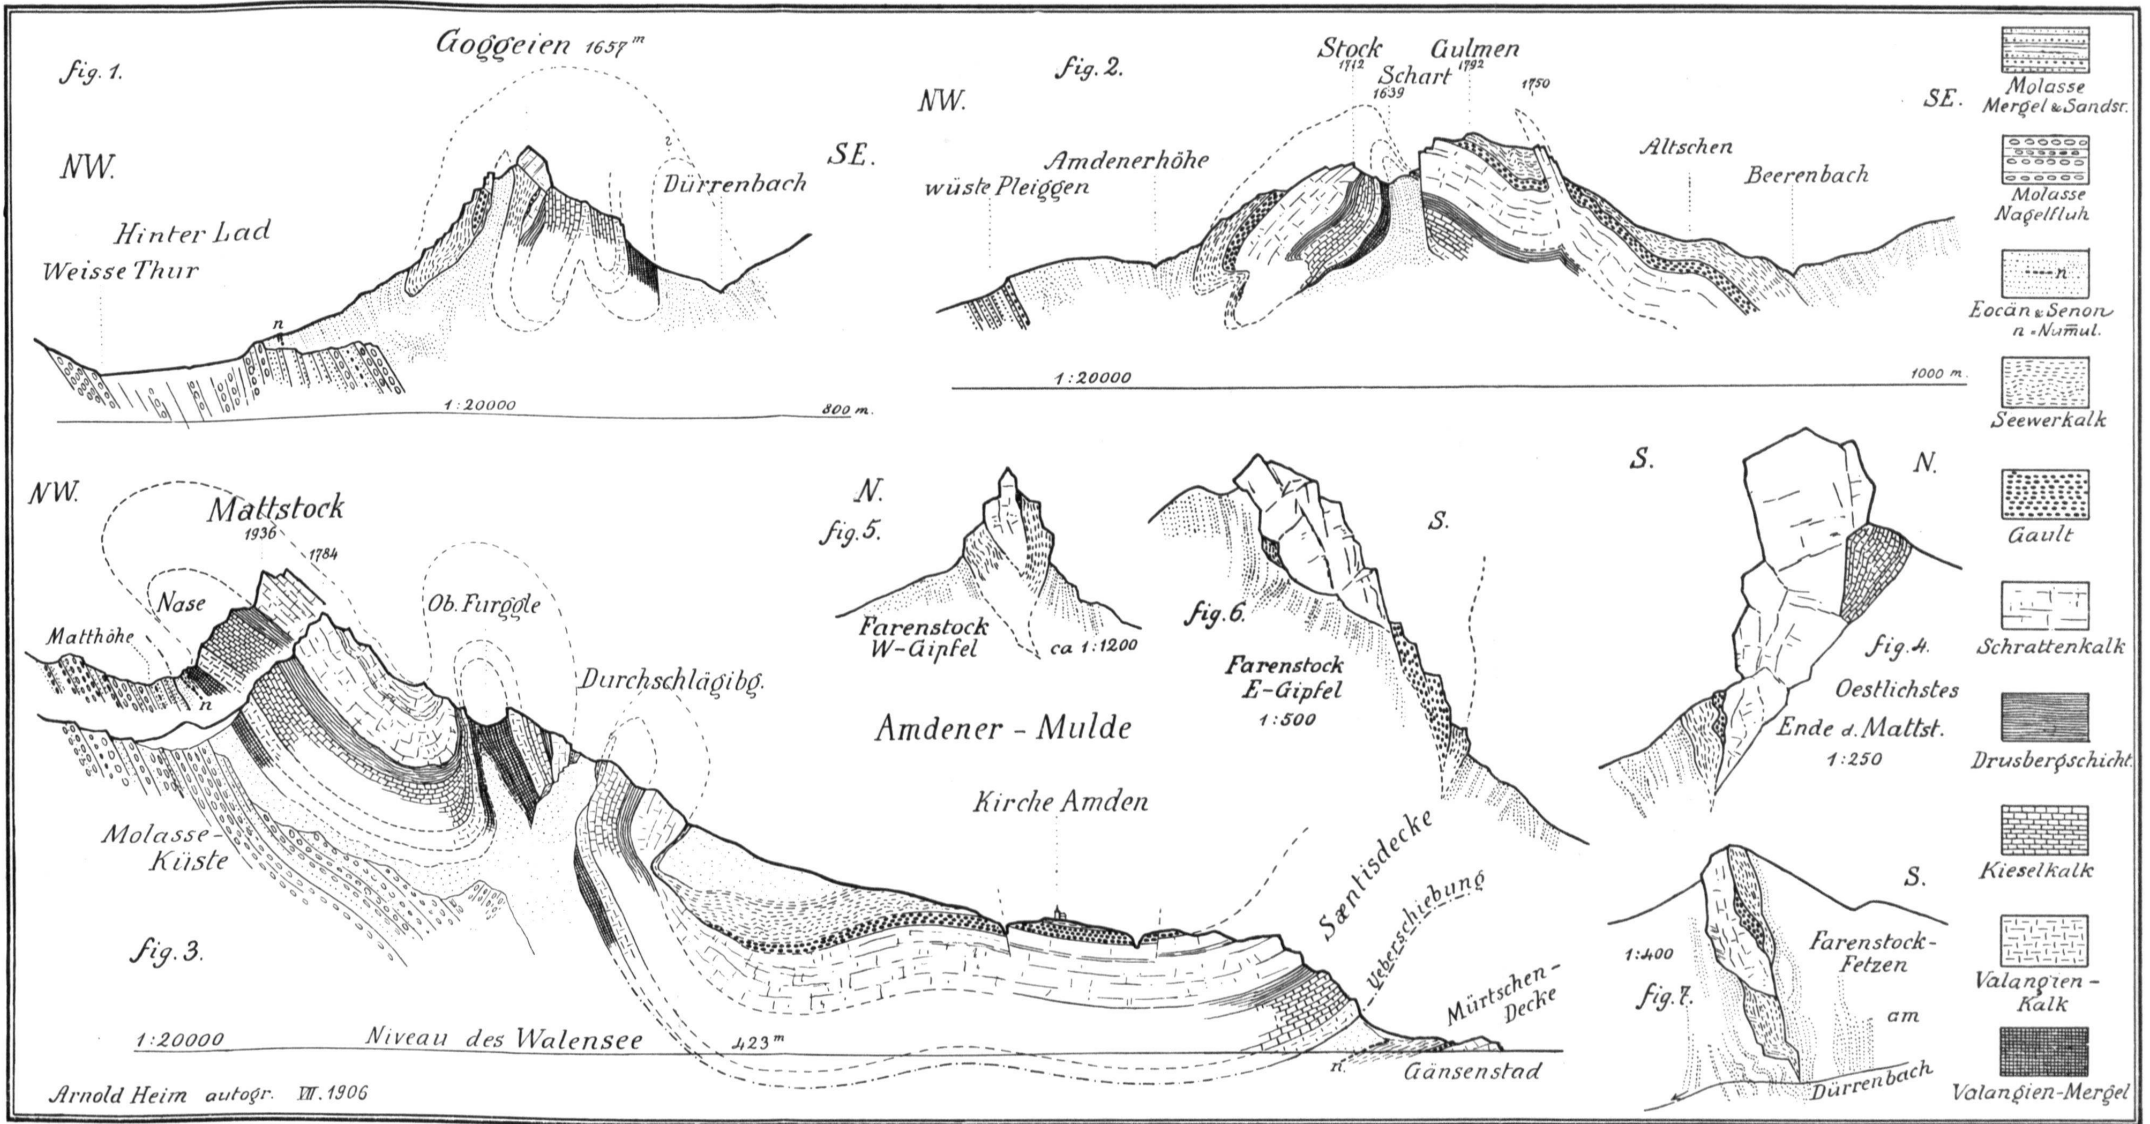 fig. 1.
Goggeien 1657 m
NW.
SE.
Hinter Lad
Weisse Thur
Dürrenbach
n
1:20000
800 m.
fig. 2.
NW.
SE.
Stock
1712
Schart
1639
Gulmen
1792
1750
Amdenerhöhe
wüste Pleiggen
Altschen
Beerenbach
1:20000
1000 m.
NW.
Mattstock
1936
1784
Nase
Matthöhe
n
Ob. Furggle
Durchschlägibg.
Molasse-
Küste
fig. 3.
Amdener - Mulde
Kirche Amden
Säntisdecke
Ueberschiebung
Mürtschen-
Decke
n.
Gänsenstad
1:20000
Niveau des Walensee
423 m
N.
fig. 5.
Farenstock
W-Gipfel
ca 1:1200
S.
fig. 6.
Farenstock
E-Gipfel
1:500
S.
N.
fig. 4.
Oestlichstes
Ende d. Mattst.
1:250
S.
1:400
fig. 7.
Farenstock-
Fetzen
am
Dürrenbach
Molasse
Mergel & Sandst.
Molasse
Nagelfluh
n
Eocän & Senon
n = Num̅ul.
Seewerkalk
Gault
Schrattenkalk
Drusbergschicht.
Kieselkalk
Valangien-
Kalk
Valangien-Mergel
Arnold Heim autogr. VII. 1906